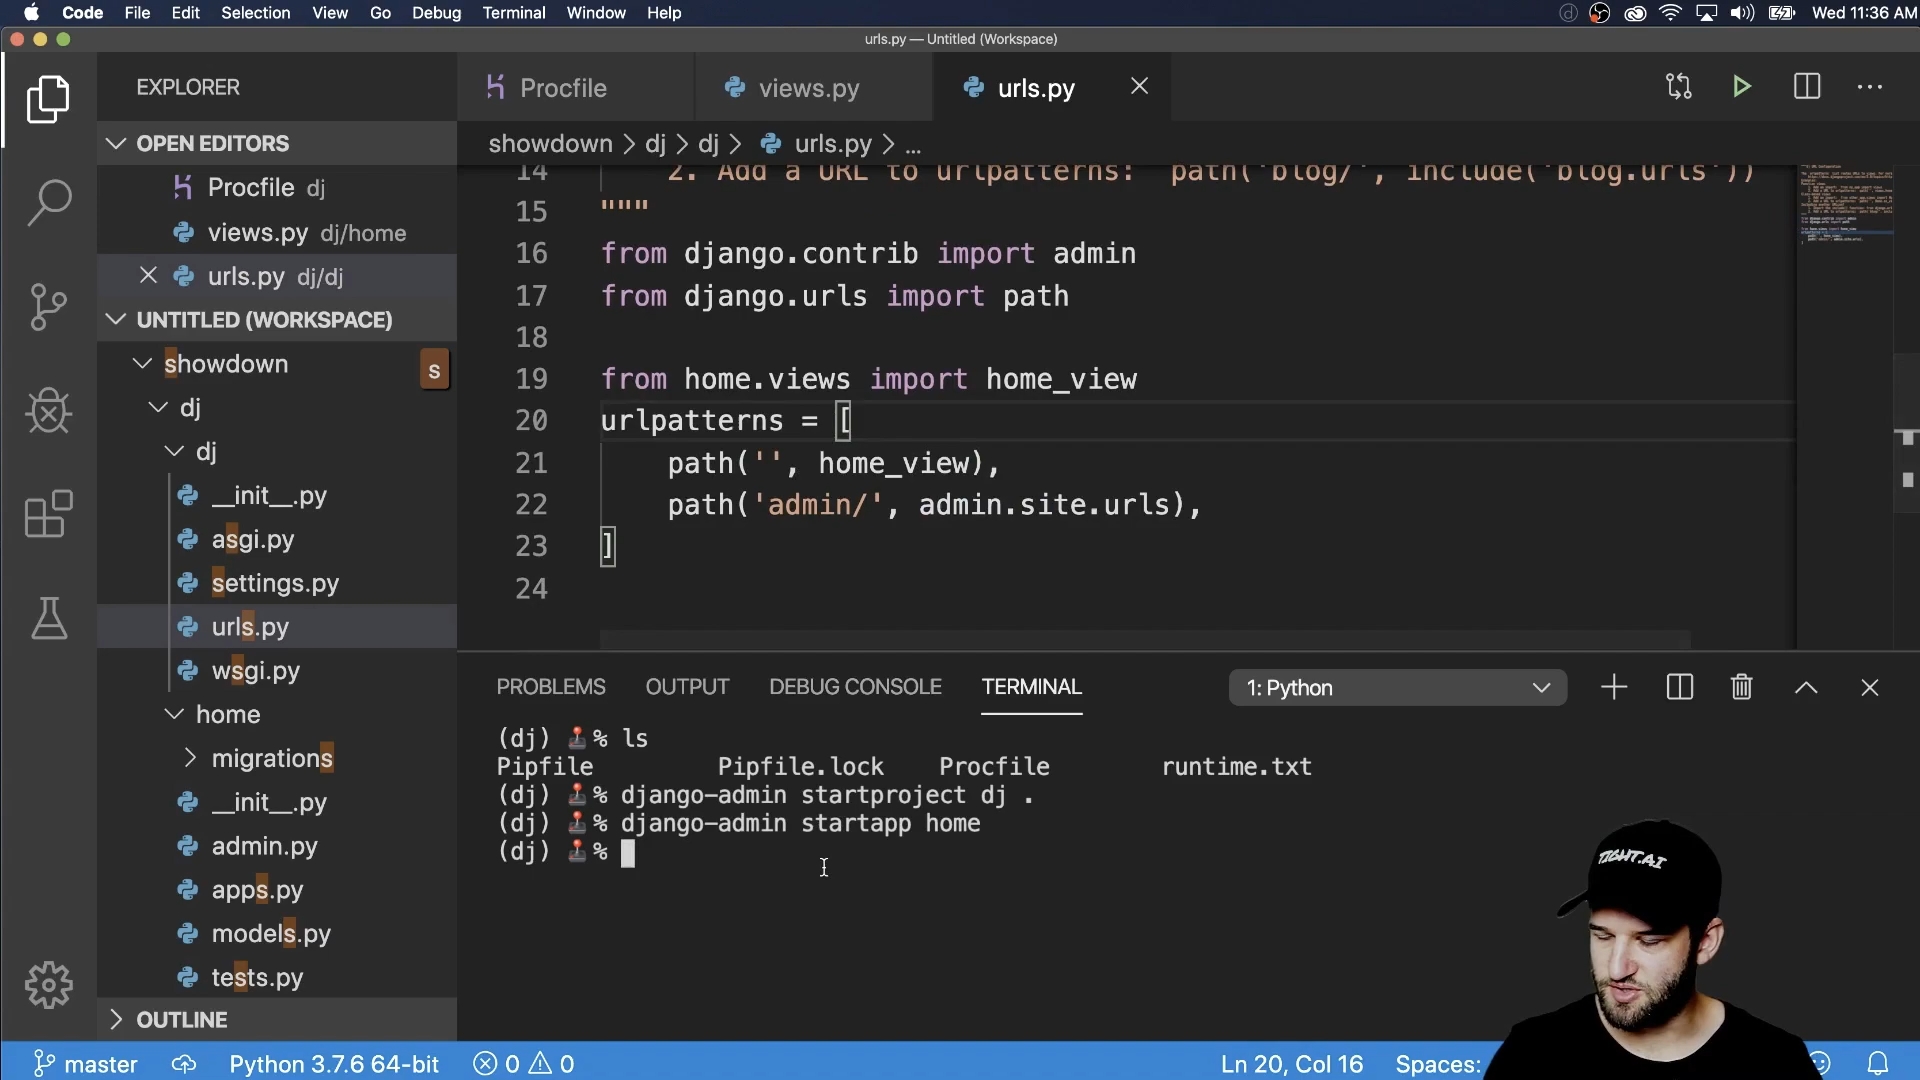 Code File Edit Selection View Go Debug Terminal Window Help
Wed 11:36 AM
urls.py — Untitled (Workspace)
EXPLORER
Procfile
views.py
urls.py
OPEN EDITORS
Procfile dj
views.py dj/home
urls.py dj/dj
UNTITLED (WORKSPACE)
showdown
s
dj
dj
__init__.py
asgi.py
settings.py
urls.py
wsgi.py
home
migrations
__init__.py
admin.py
apps.py
models.py
tests.py
OUTLINE
showdown > dj > dj > urls.py > ...
14 2. Add a URL to urlpatterns: path('blog/', include('blog.urls'))
15 """
16 from django.contrib import admin
17 from django.urls import path
18
19 from home.views import home_view
20 urlpatterns = [
21 path('', home_view),
22 path('admin/', admin.site.urls),
23 ]
24
PROBLEMS OUTPUT DEBUG CONSOLE TERMINAL
1: Python
(dj) % ls
Pipfile Pipfile.lock Procfile runtime.txt
(dj) % django-admin startproject dj .
(dj) % django-admin startapp home
(dj) %
TIGHT.AI
master Python 3.7.6 64-bit 0 0
Ln 20, Col 16 Spaces: